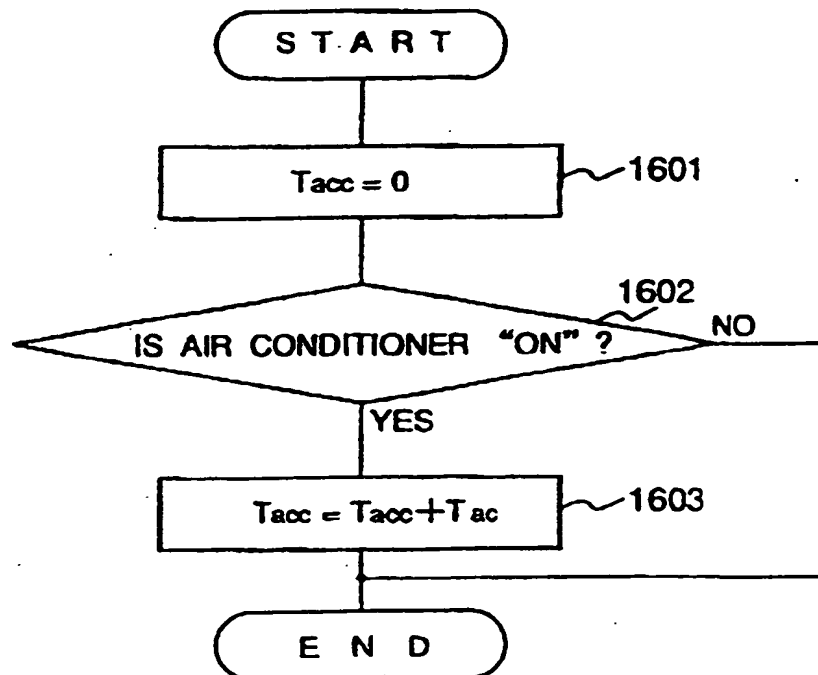 START
Tacc = 0
1601
1602
IS AIR CONDITIONER “ON” ?
NO
YES
Tacc = Tacc+Tac
1603
END